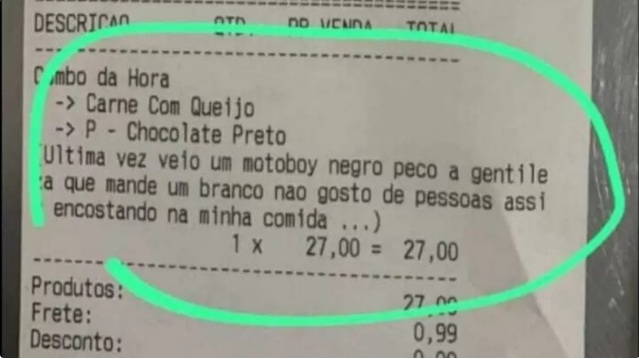 DESCRICAO QTD. PR.VENDA TOTAL
Combo da Hora
-> Carne Com Queijo
-> P - Chocolate Preto
(Ultima vez veio um motoboy negro peco a gentile
za que mande um branco nao gosto de pessoas assi
encostando na minha comida ...)
1 x 27,00 = 27,00
Produtos: 27,00
Frete: 0,99
Desconto: 0,00